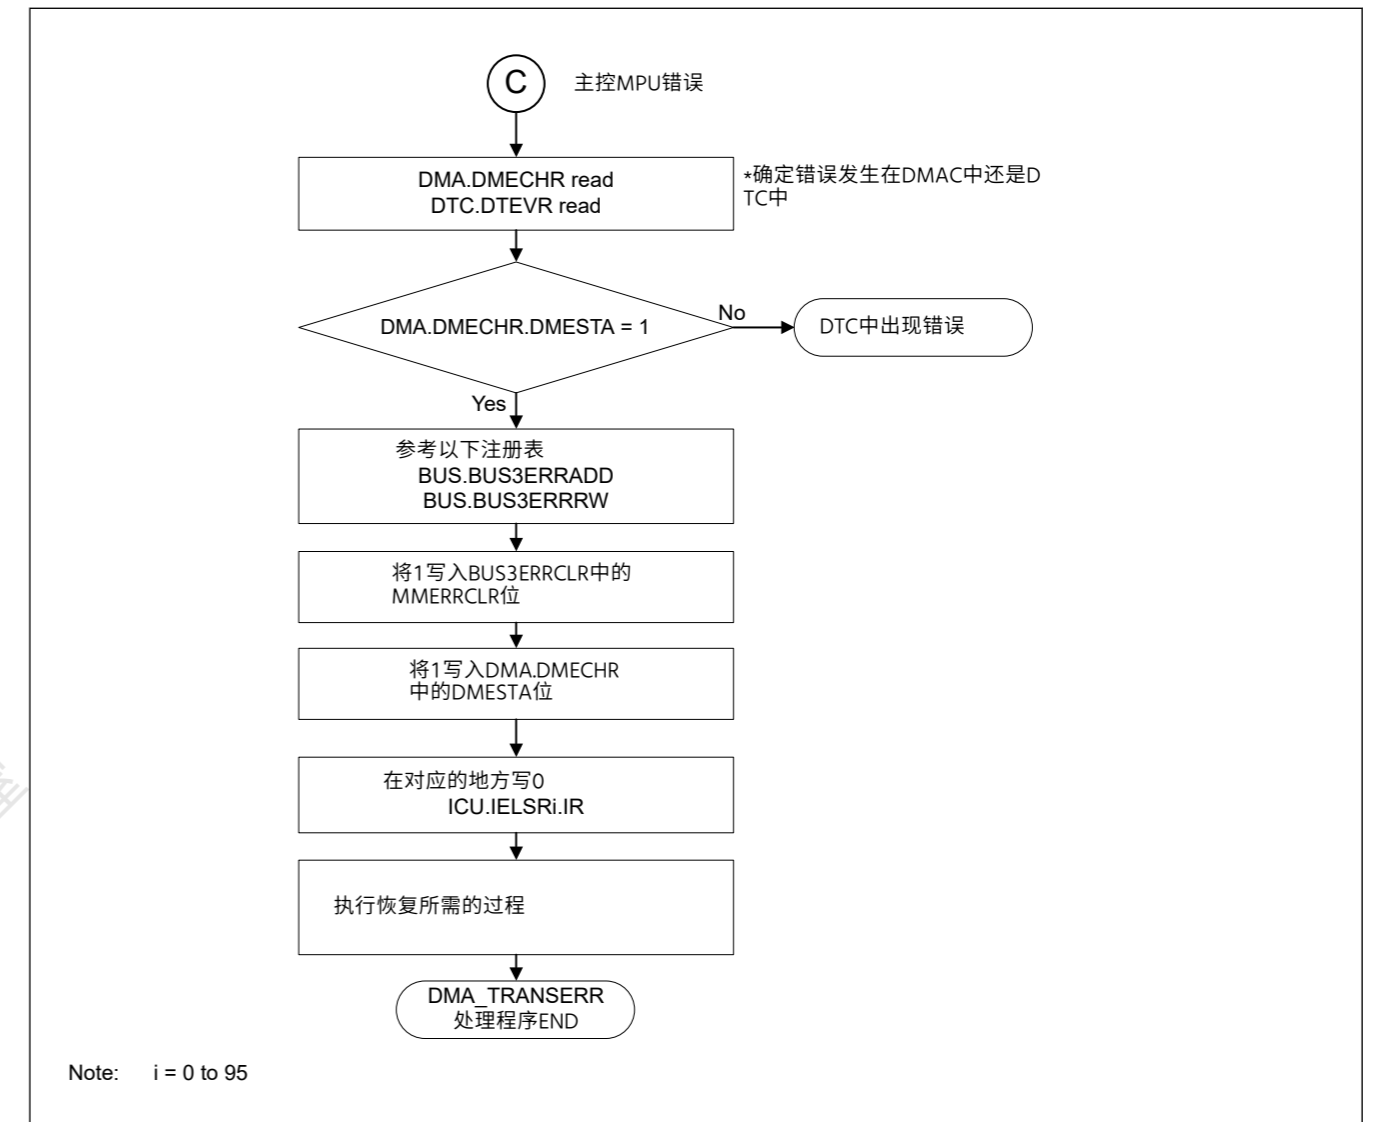 C
主控MPU错误
DMA.DMECHR read
DTC.DTEVR read
*确定错误发生在DMAC中还是D
TC中
DMA.DMECHR.DMESTA = 1
No
DTC中出现错误
Yes
参考以下注册表
BUS.BUS3ERRADD
BUS.BUS3ERRRW
将1写入BUS3ERRCLR中的
MMERRCLR位
将1写入DMA.DMECHR
中的DMESTA位
在对应的地方写0
ICU.IELSRi.IR
执行恢复所需的过程
DMA_TRANSERR
处理程序END
Note: i = 0 to 95